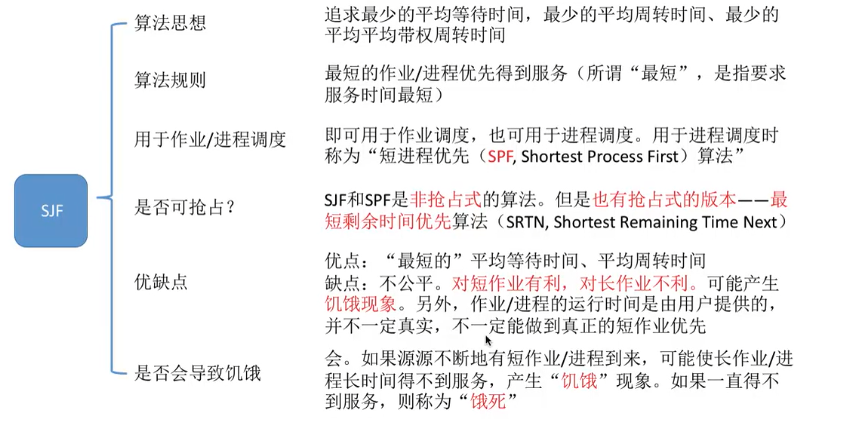 SJF
算法思想
追求最少的平均等待时间，最少的平均周转时间、最少的
平均平均带权周转时间
算法规则
最短的作业/进程优先得到服务（所谓“最短”，是指要求
服务时间最短）
用于作业/进程调度
即可用于作业调度，也可用于进程调度。用于进程调度时
称为“短进程优先（SPF, Shortest Process First）算法”
是否可抢占？
SJF和SPF是非抢占式的算法。但是也有抢占式的版本——最
短剩余时间优先算法（SRTN, Shortest Remaining Time Next）
优缺点
优点：“最短的”平均等待时间、平均周转时间
缺点：不公平。对短作业有利，对长作业不利。可能产生
饥饿现象。另外，作业/进程的运行时间是由用户提供的，
并不一定真实，不一定能做到真正的短作业优先
是否会导致饥饿
会。如果源源不断地有短作业/进程到来，可能使长作业/进
程长时间得不到服务，产生“饥饿”现象。如果一直得不
到服务，则称为“饿死”